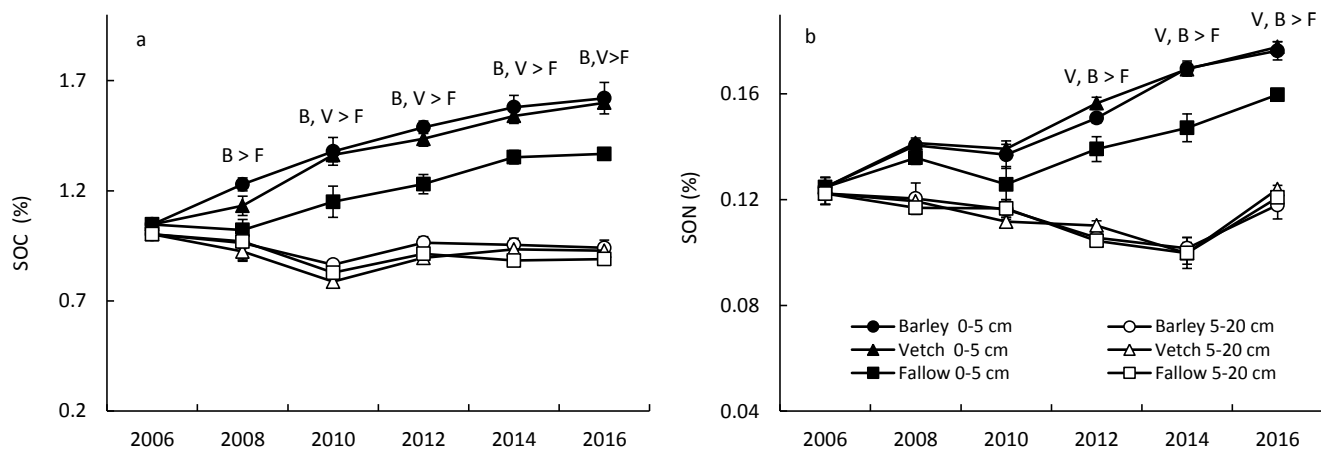 a
SOC (%)
1.7
1.2
0.7
0.2
B > F
B, V > F
B, V > F
B, V > F
B,V>F
2006 2008 2010 2012 2014 2016
b
SON (%)
0.16
0.12
0.08
0.04
V, B > F
V, B > F
V, B > F
Barley 0-5 cm
Barley 5-20 cm
Vetch 0-5 cm
Vetch 5-20 cm
Fallow 0-5 cm
Fallow 5-20 cm
2006 2008 2010 2012 2014 2016